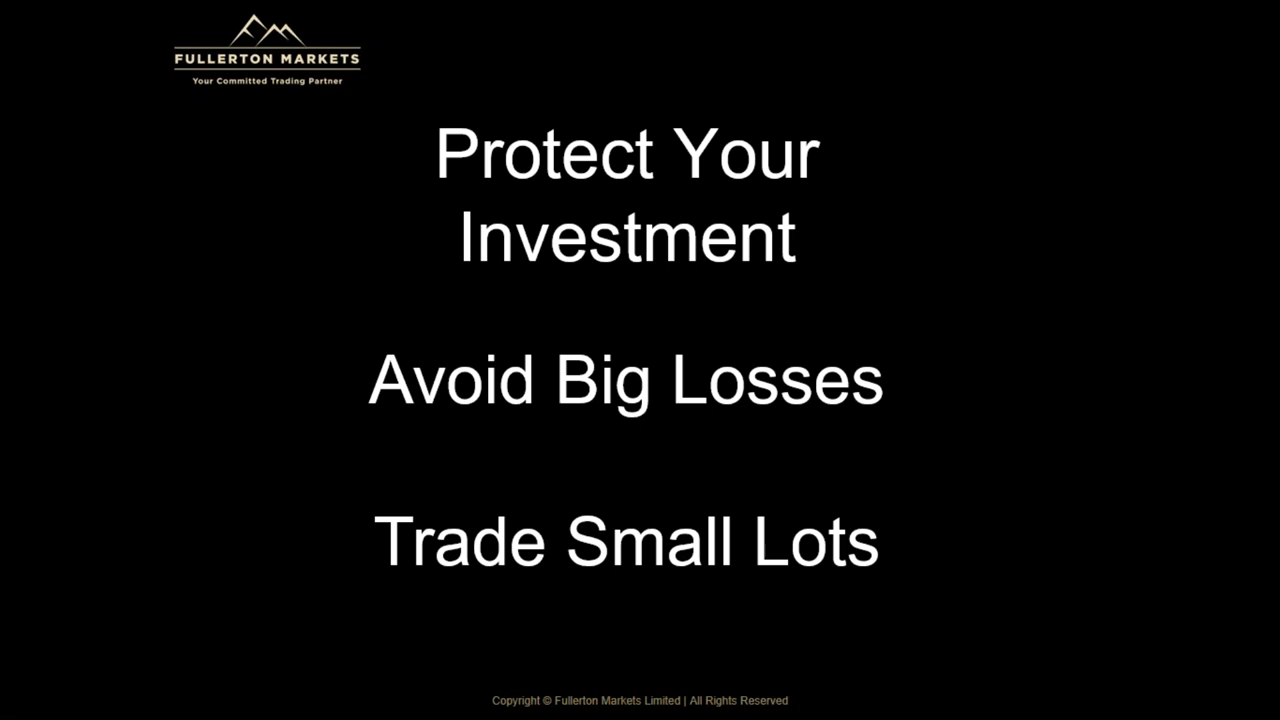 FULLERTON MARKETS
Your Committed Trading Partner
Protect Your
Investment
Avoid Big Losses
Trade Small Lots
Copyright © Fullerton Markets Limited | All Rights Reserved